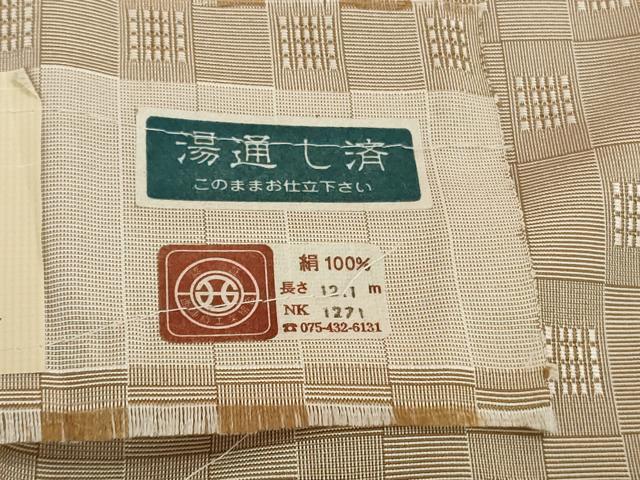 湯通し済
このままお仕立下さい
絹 100%
長さ 12.1 m
NK 1271
☎ 075-432-6131